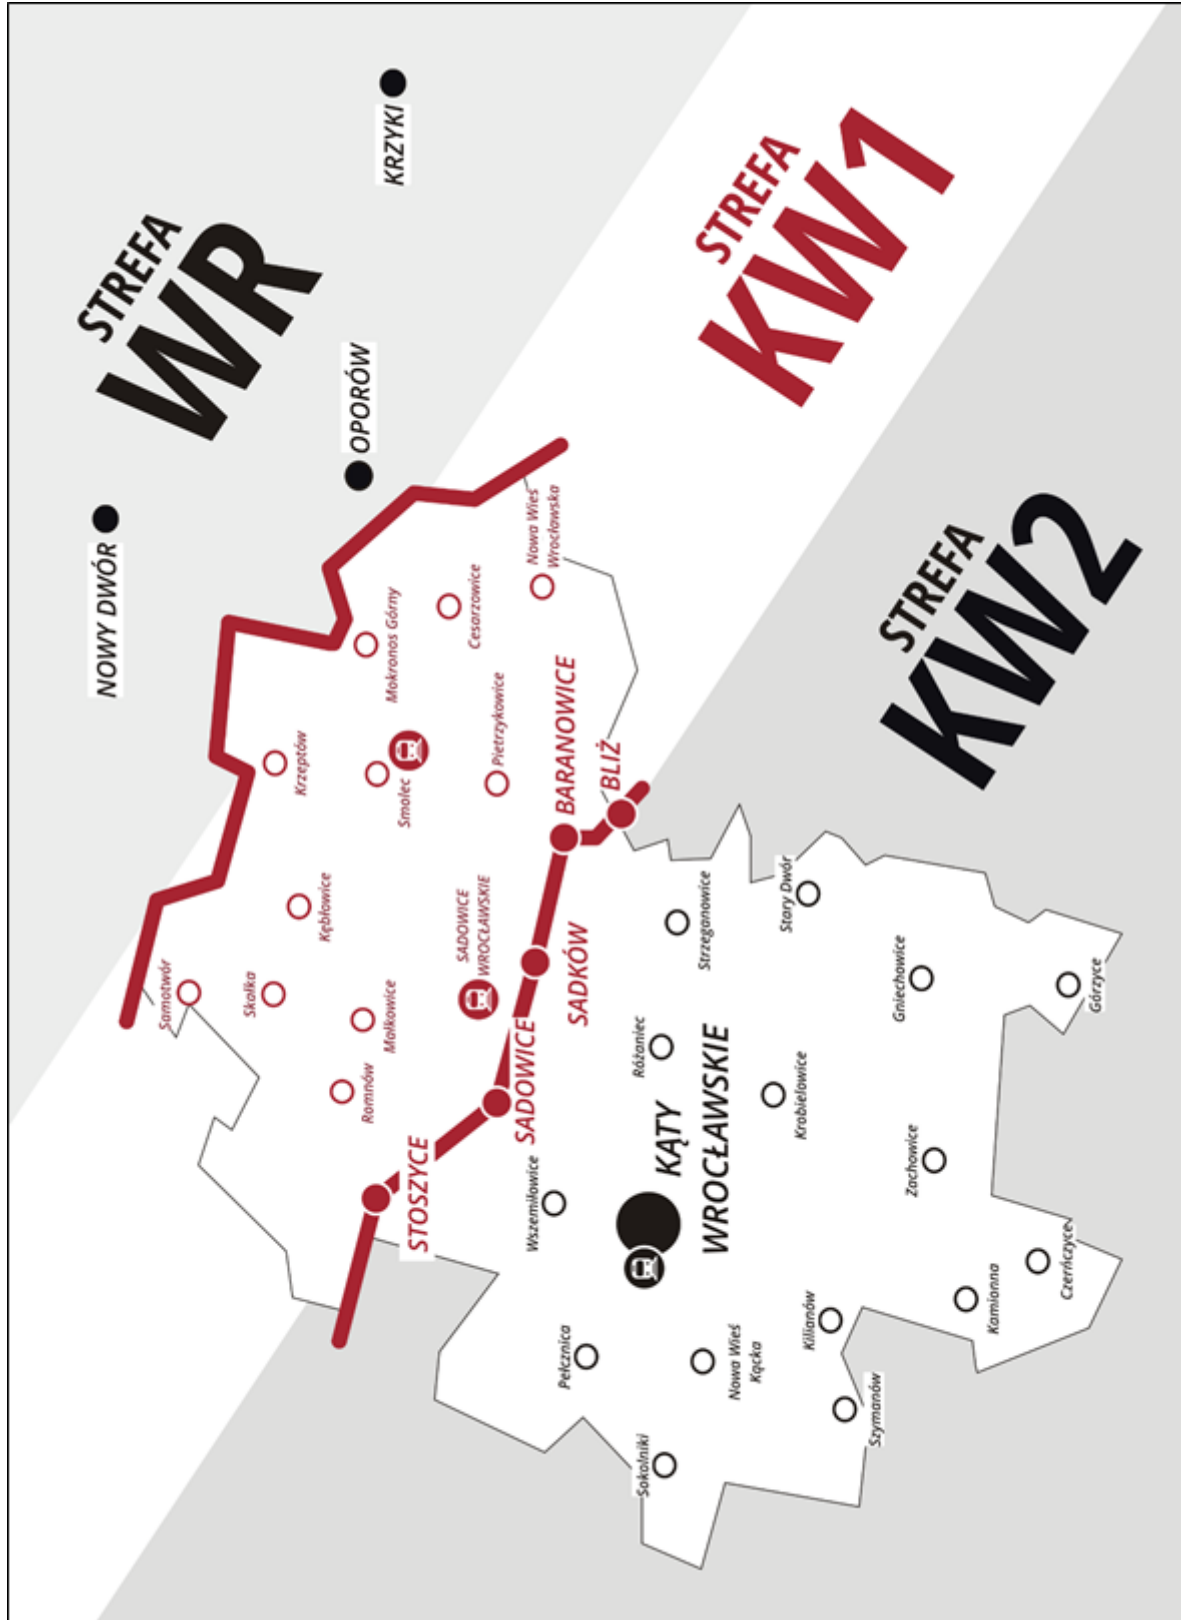 STREFA
WR
KRZYKI
OPORÓW
NOWY DWÓR
STREFA
KW1
STREFA
KW2
Samotwór
Skałka
Kębłowice
Krzeptów
Mokronos Górny
Cesarzowice
Nowa Wieś
Wrocławska
Smolec
Pietrzykowice
Małkowice
Romnów
SADOWICE
WROCŁAWSKIE
STOSZYCE
SADOWICE
SADKÓW
BARANOWICE
BLIŻ
Wszemiłowice
Różaniec
Strzeganowice
Stary Dwór
KĄTY
WROCŁAWSKIE
Pełcznica
Sokolniki
Nowa Wieś
Kącka
Kilianów
Szymanów
Krobielowice
Gniechowice
Zachowice
Górzyce
Kamionna
Czerńczyce